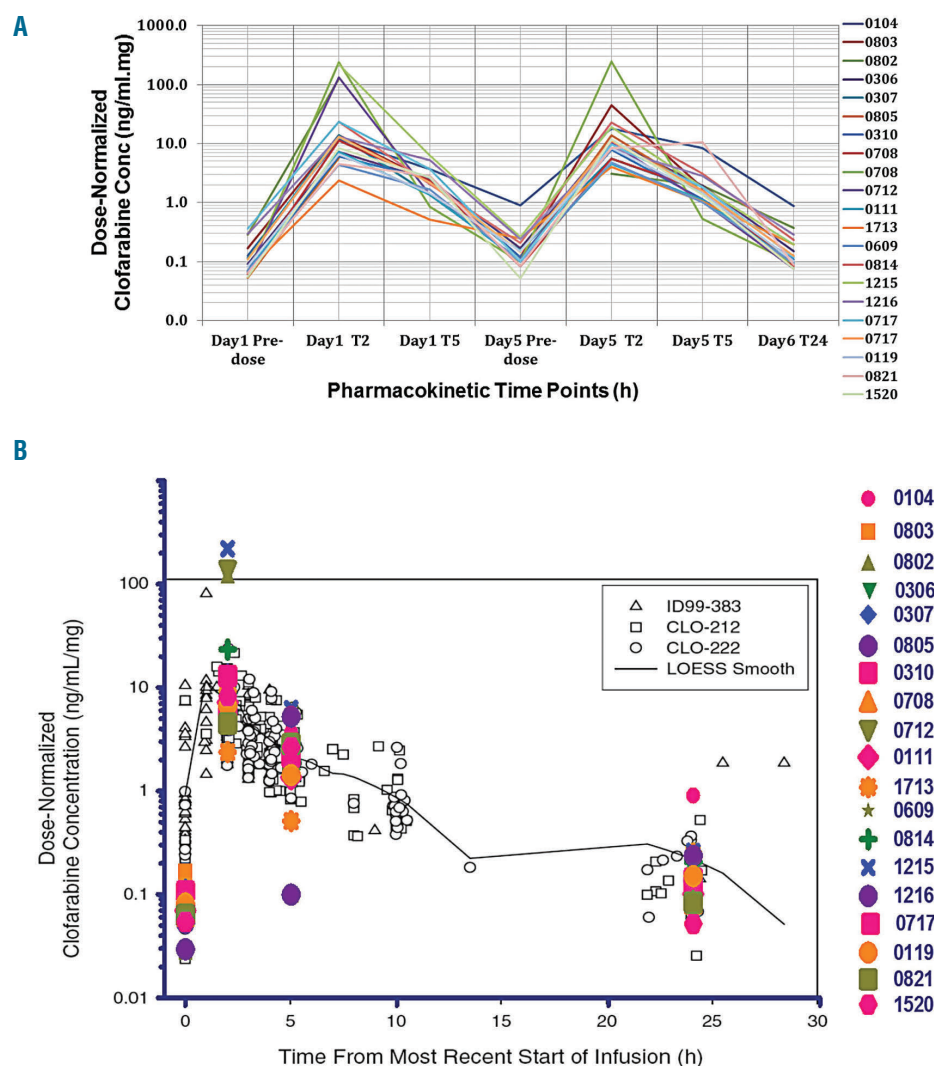 A
Dose-Normalized
Clofarabine Conc (ng/ml.mg)
1000.0
100.0
10.0
1.0
0.1
0.0
Day1 Pre-
dose
Day1 T2
Day1 T5
Day5 Pre-
dose
Day5 T2
Day5 T5
Day6 T24
Pharmacokinetic Time Points (h)
0104
0803
0802
0306
0307
0805
0310
0708
0708
0712
0111
1713
0609
0814
1215
1216
0717
0717
0119
0821
1520
B
Dose-Normalized
Clofarabine Concentration (ng/mL/mg)
100
10
1
0.1
0.01
0
5
10
15
20
25
30
Time From Most Recent Start of Infusion (h)
ID99-383
CLO-212
CLO-222
LOESS Smooth
0104
0803
0802
0306
0307
0805
0310
0708
0712
0111
1713
0609
0814
1215
1216
0717
0119
0821
1520